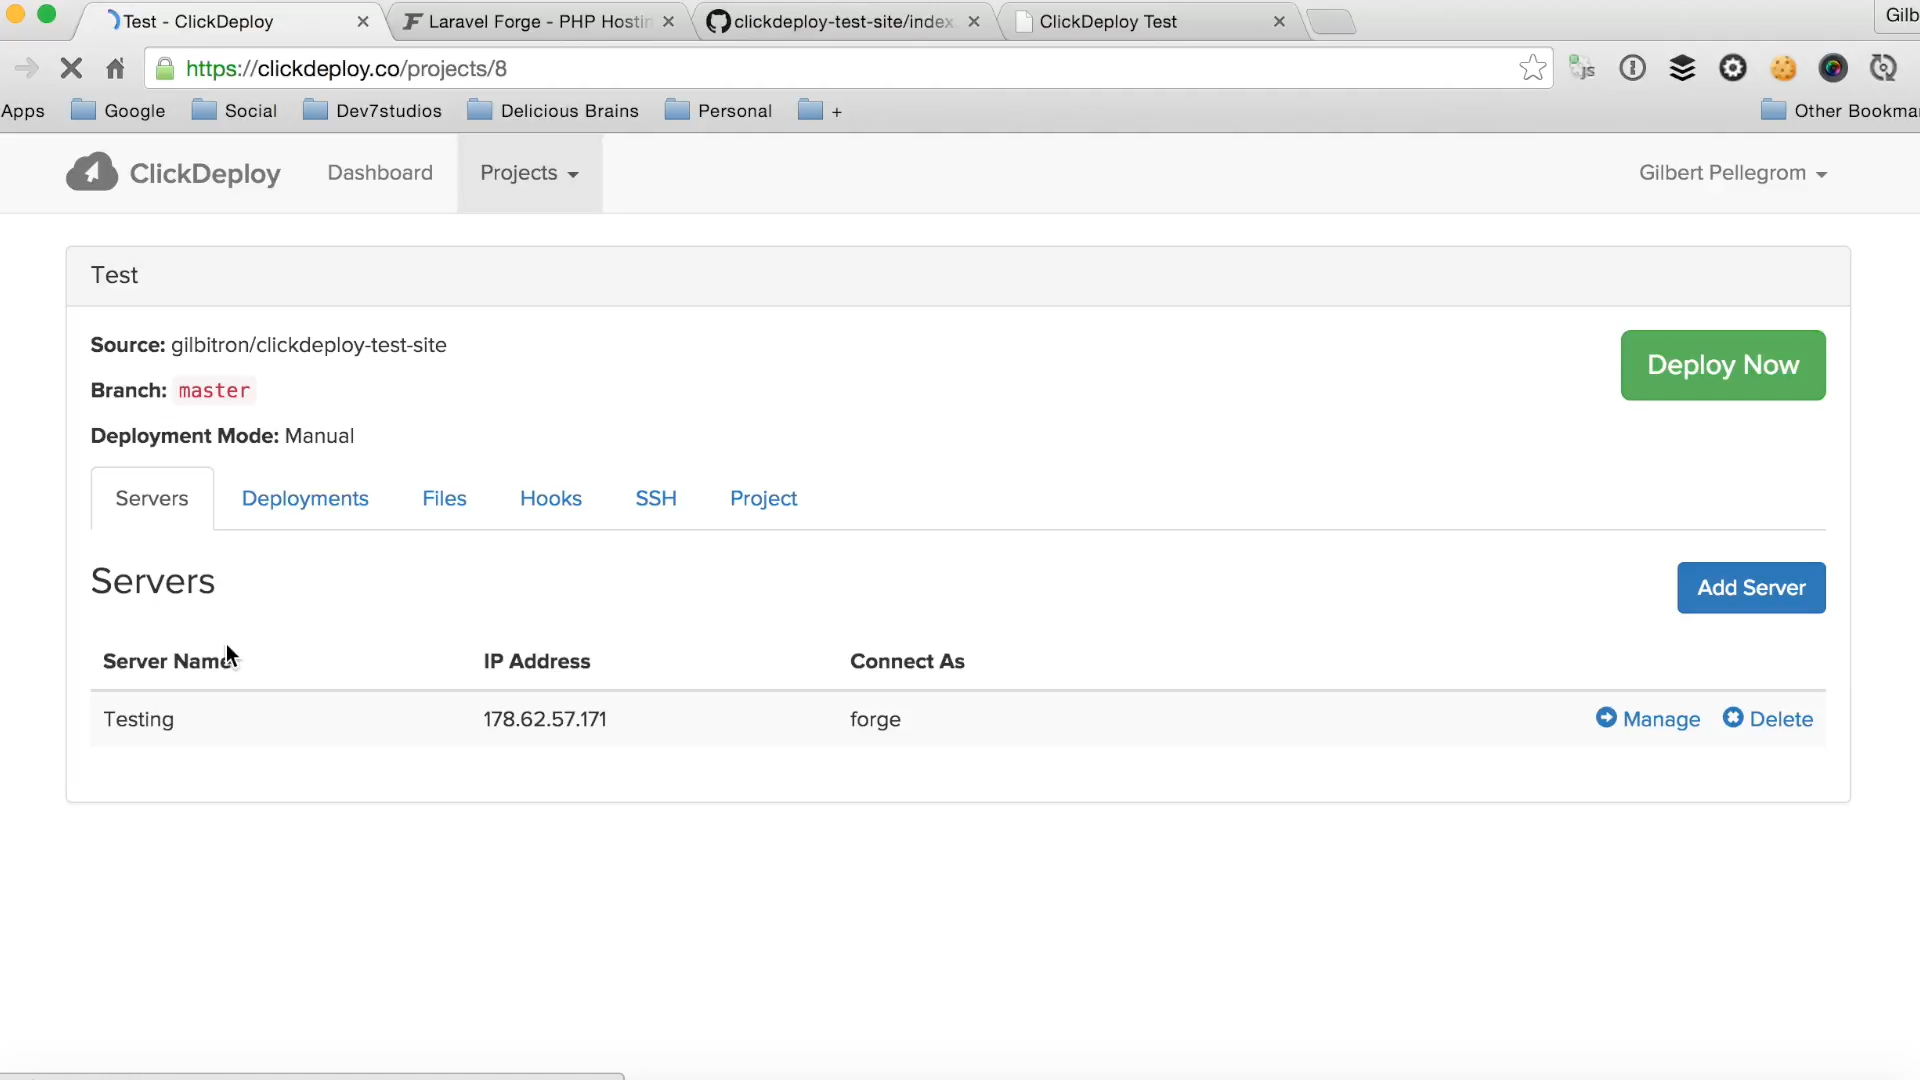 Test - ClickDeploy
Laravel Forge - PHP Hostin
clickdeploy-test-site/index.
ClickDeploy Test
Gilb
https://clickdeploy.co/projects/8
js
Apps
Google
Social
Dev7studios
Delicious Brains
Personal
+
Other Bookma
ClickDeploy
Dashboard
Projects
Gilbert Pellegrom
Test
Source: gilbitron/clickdeploy-test-site
Deploy Now
Branch: master
Deployment Mode: Manual
Servers
Deployments
Files
Hooks
SSH
Project
Servers
Add Server
Server Name
IP Address
Connect As
Testing
178.62.57.171
forge
Manage
Delete